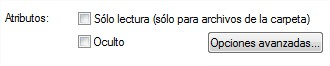 Atributos: Sólo lectura (sólo para archivos de la carpeta)
Oculto Opciones avanzadas...